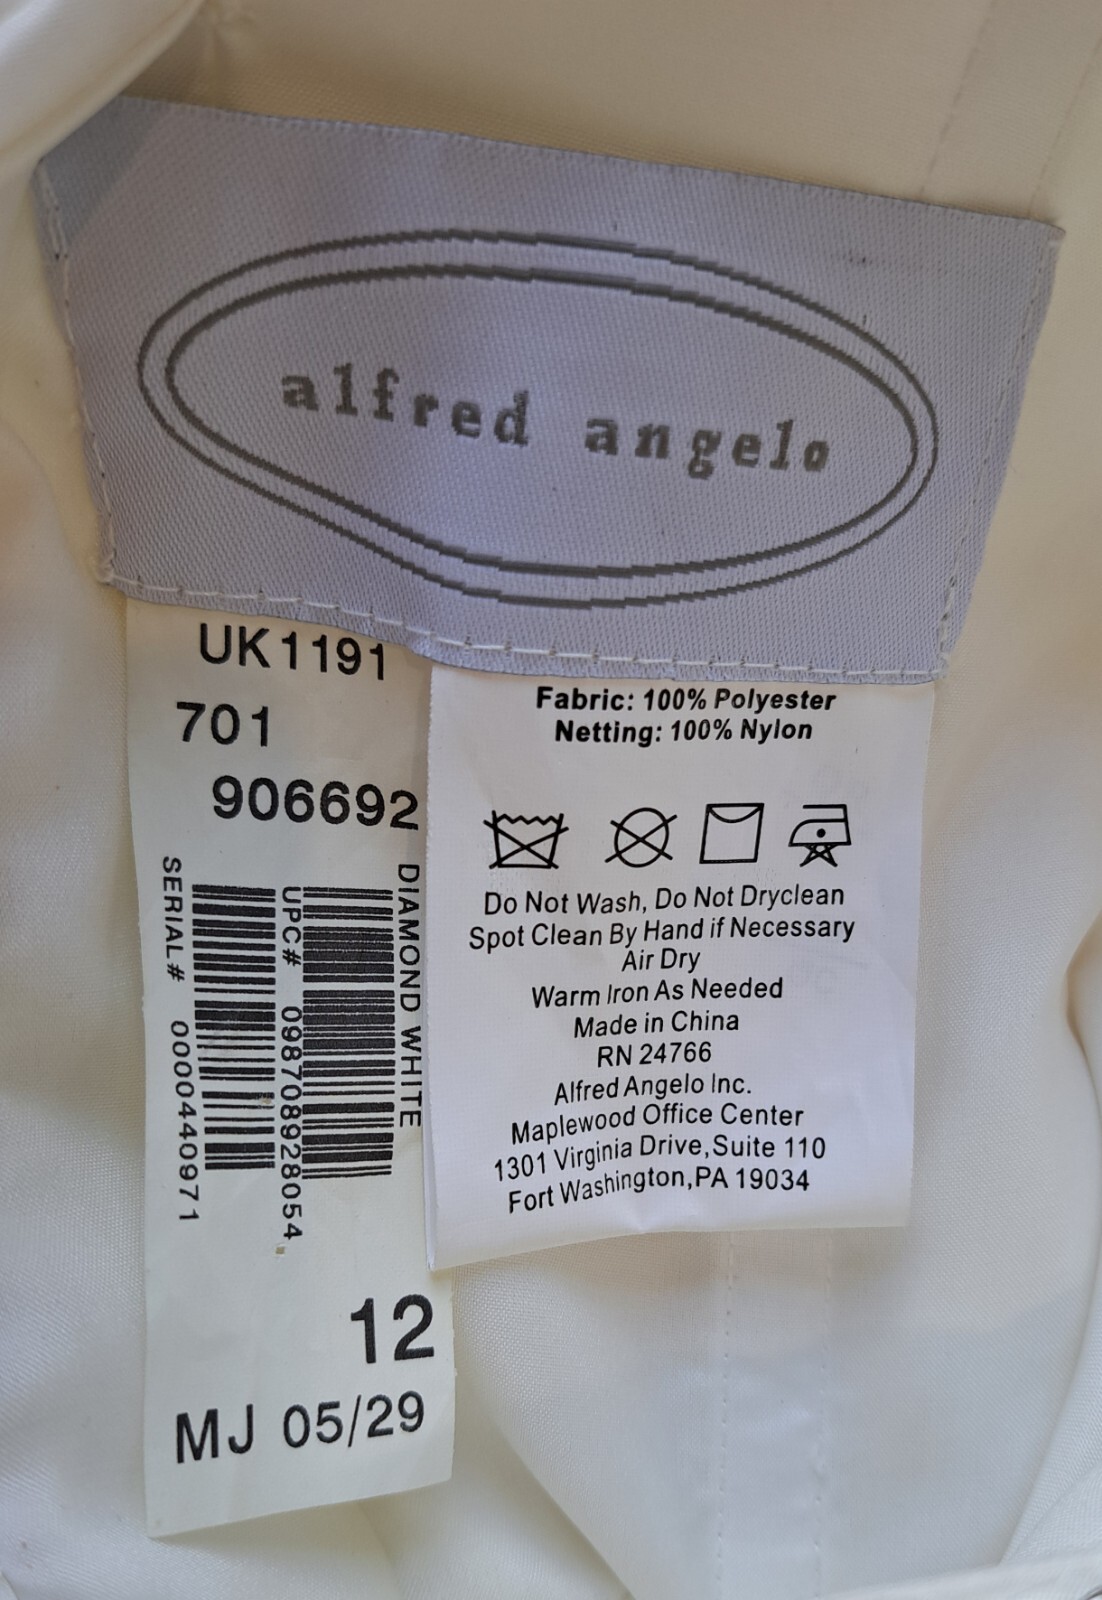 alfred angelo
UK1191
701
906692
DIAMOND WHITE
UPC# 098708928054
SERIAL# 0000440971
12
MJ 05/29
Fabric: 100% Polyester
Netting: 100% Nylon
Do Not Wash, Do Not Dryclean
Spot Clean By Hand if Necessary
Air Dry
Warm Iron As Needed
Made in China
RN 24766
Alfred Angelo Inc.
Maplewood Office Center
1301 Virginia Drive,Suite 110
Fort Washington,PA 19034